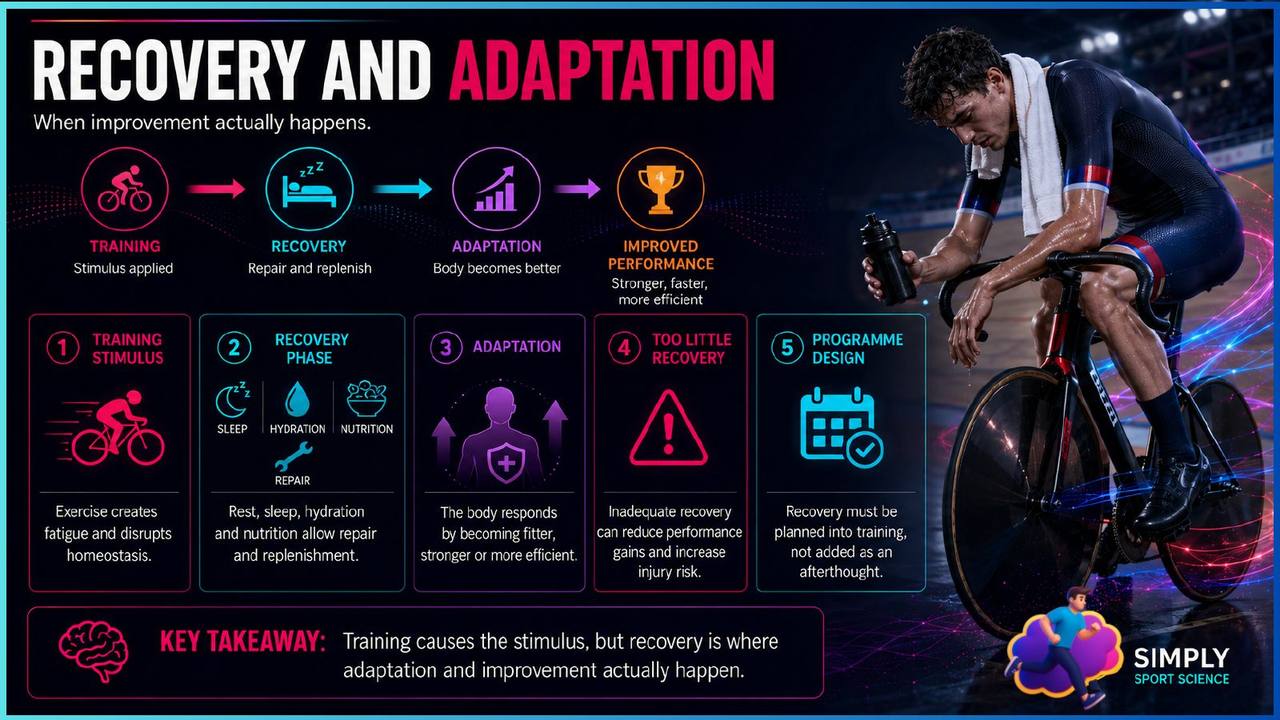 RECOVERY AND ADAPTATION
When improvement actually happens.
zzZ
TRAINING
Stimulus applied
RECOVERY
Repair and replenish
ADAPTATION
Body becomes better
IMPROVED
PERFORMANCE
Stronger, faster,
more efficient
1
TRAINING
STIMULUS
Exercise creates
fatigue and disrupts
homeostasis.
2
RECOVERY
PHASE
SLEEP
HYDRATION
NUTRITION
REPAIR
Rest, sleep, hydration
and nutrition allow repair
and replenishment.
3
ADAPTATION
The body responds
by becoming fitter,
stronger or more efficient.
4
TOO LITTLE
RECOVERY
!
Inadequate recovery
can reduce performance
gains and increase
injury risk.
5
PROGRAMME
DESIGN
Recovery must be
planned into training,
not added as an
afterthought.
KEY TAKEAWAY:
Training causes the stimulus, but recovery is where
adaptation and improvement actually happen.
SIMPLY
SPORT SCIENCE